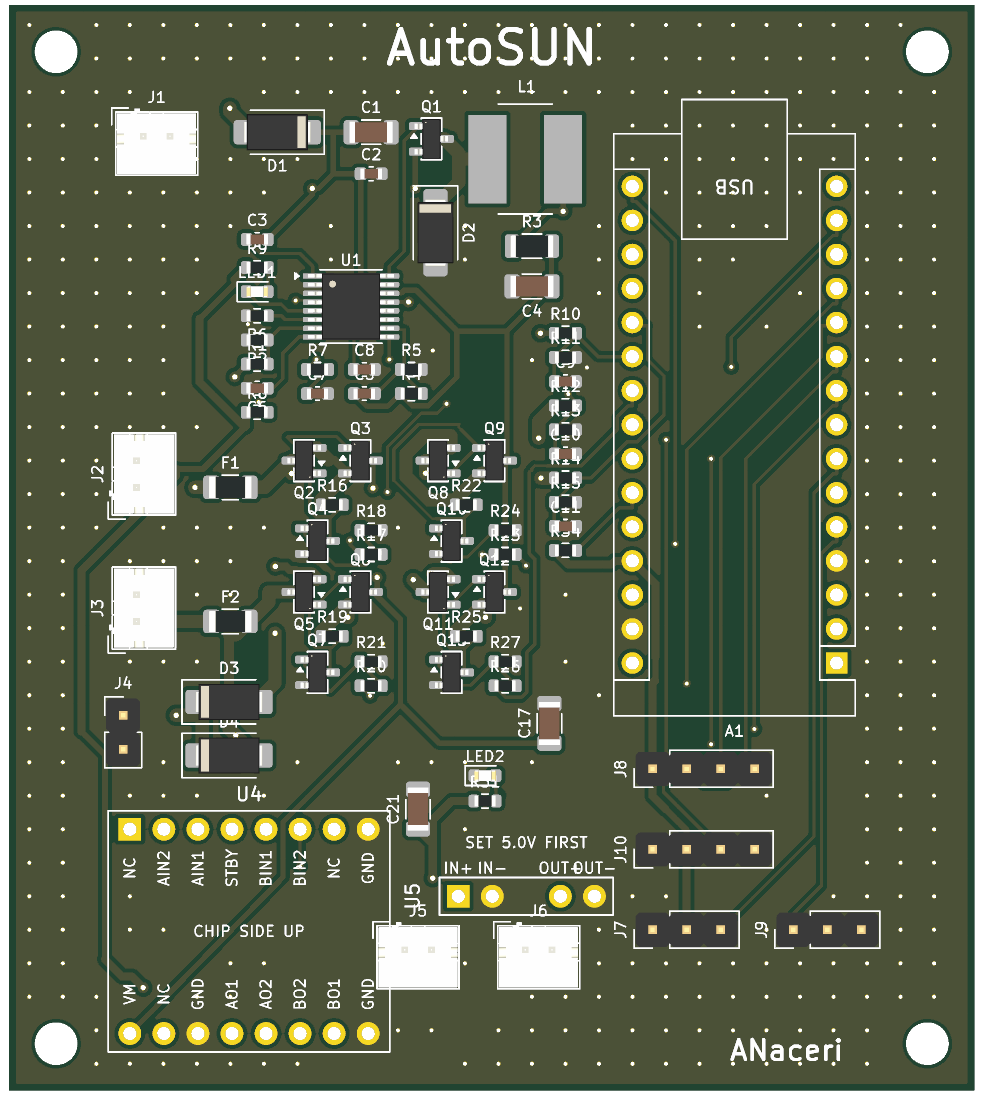 AutoSUN
L1
J1
C1
Q1
C2
D1
USB
C3
R3
D2
R9
U1
LED1
C4
R10
R7
C8
R5
R12
Q3
Q9
J2
F1
Q2
Q8
R16
R22
R18
R24
J3
F2
Q5
Q11
R19
R25
R21
R27
D3
J4
C17
A1
LED2
J8
U4
C21
SET 5.0V FIRST
J10
NC
AIN2
AIN1
STBY
BIN1
BIN2
NC
GND
IN+
IN-
OUT+
OUT-
U5
J5
J6
CHIP SIDE UP
J7
J9
VM
NC
GND
AO1
AO2
BO2
BO1
GND
ANaceri